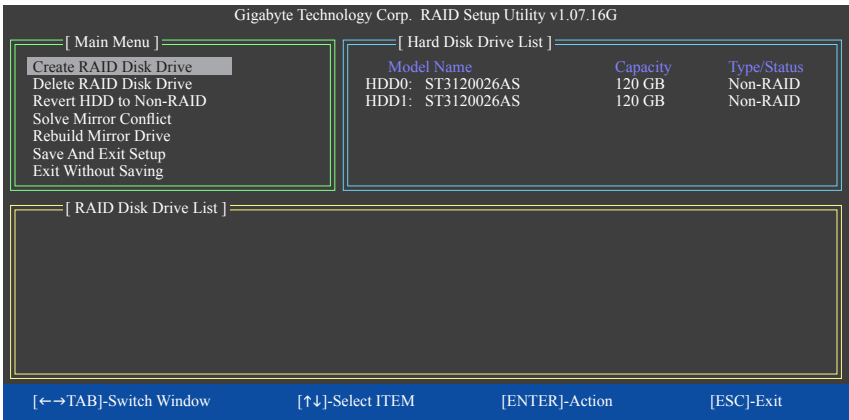 Gigabyte Technology Corp. RAID Setup Utility v1.07.16G
[ Main Menu ]
Create RAID Disk Drive
Delete RAID Disk Drive
Revert HDD to Non-RAID
Solve Mirror Conflict
Rebuild Mirror Drive
Save And Exit Setup
Exit Without Saving
[ Hard Disk Drive List ]
Model Name Capacity Type/Status
HDD0: ST3120026AS 120 GB Non-RAID
HDD1: ST3120026AS 120 GB Non-RAID
[ RAID Disk Drive List ]
[←→TAB]-Switch Window [↑↓]-Select ITEM [ENTER]-Action [ESC]-Exit